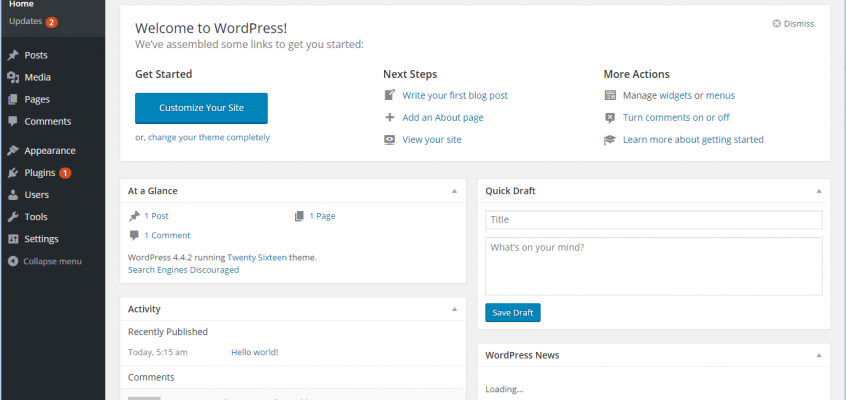 Home
Updates 2
Posts
Media
Pages
Comments
Appearance
Plugins 1
Users
Tools
Settings
Collapse menu
Welcome to WordPress!
We've assembled some links to get you started:
Dismiss
Get Started
Customize Your Site
or, change your theme completely
Next Steps
Write your first blog post
Add an About page
View your site
More Actions
Manage widgets or menus
Turn comments on or off
Learn more about getting started
At a Glance
1 Post
1 Page
1 Comment
WordPress 4.4.2 running Twenty Sixteen theme.
Search Engines Discouraged
Activity
Recently Published
Today, 5:15 am Hello world!
Comments
Quick Draft
Title
What's on your mind?
Save Draft
WordPress News
Loading...